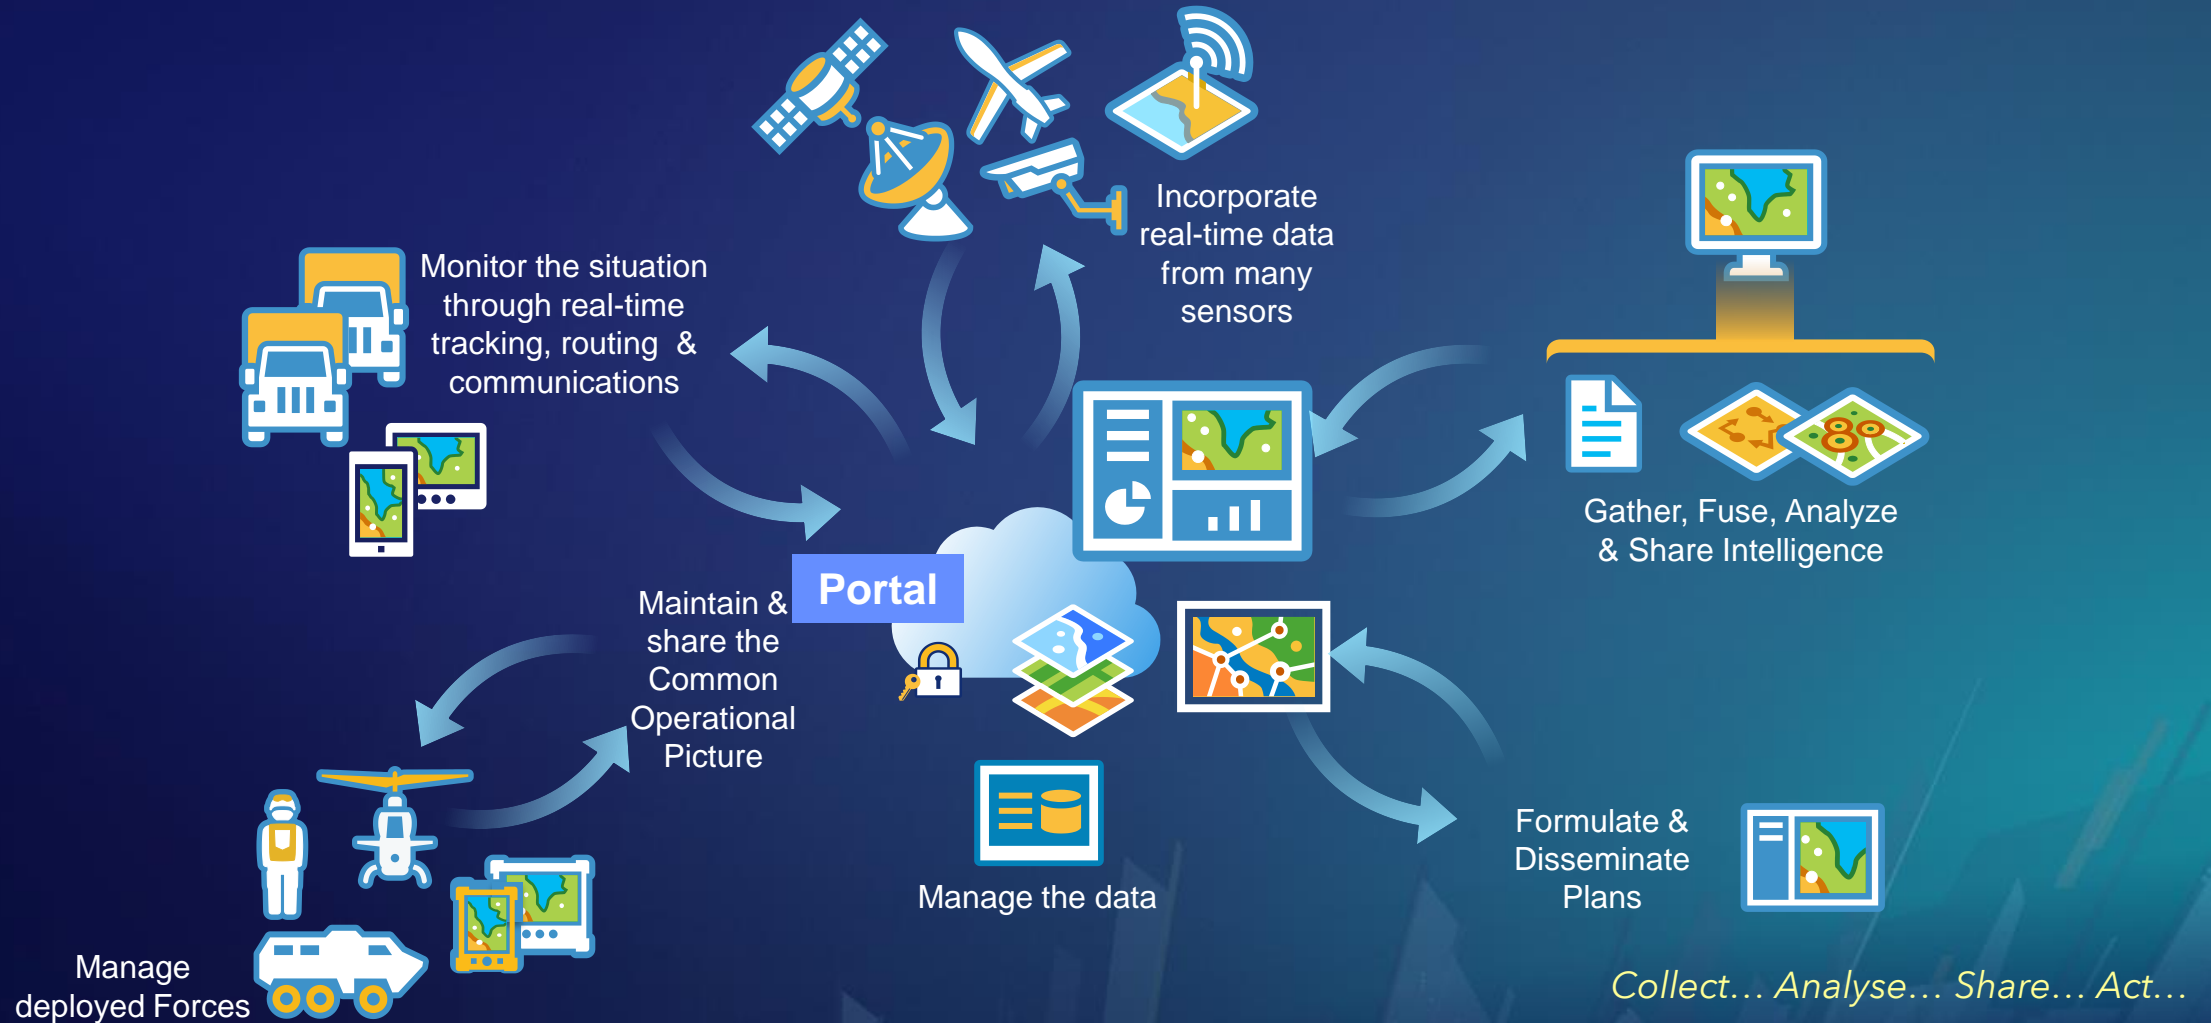 Incorporate
real-time data
from many
sensors
Monitor the situation
through real-time
tracking, routing &
communications
Gather, Fuse, Analyze
& Share Intelligence
Portal
Maintain &
share the
Common
Operational
Picture
Manage the data
Formulate &
Disseminate
Plans
Manage
deployed Forces
Collect... Analyse... Share... Act...